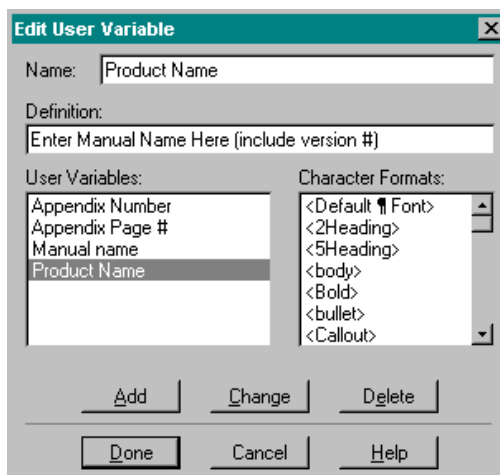 Edit User Variable
Name: Product Name
Definition:
Enter Manual Name Here (include version #)
User Variables:
Appendix Number
Appendix Page #
Manual name
Product Name
Character Formats:
<Default ¶ Font>
<2Heading>
<5Heading>
<body>
<Bold>
<bullet>
<Callout>
Add Change Delete
Done Cancel Help